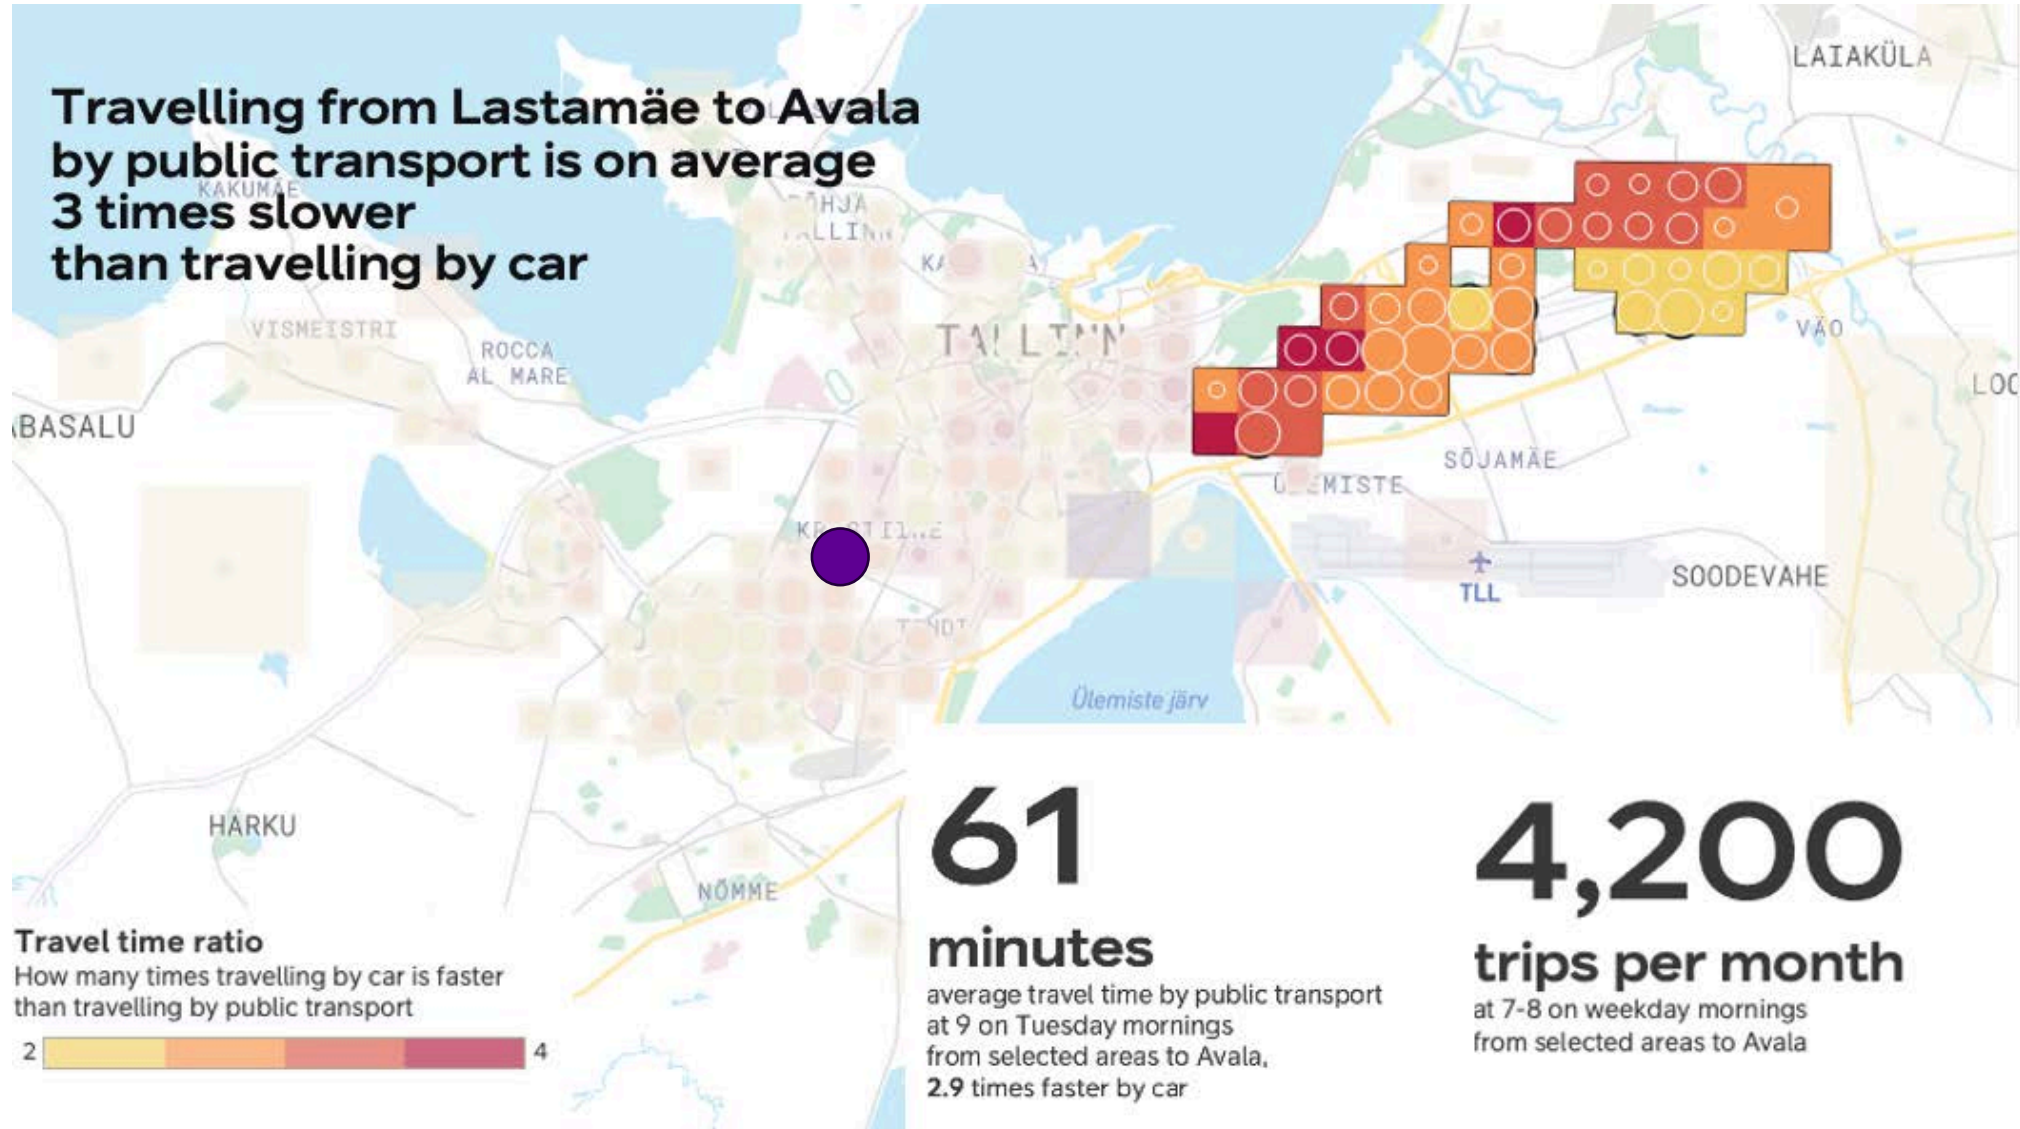 Travelling from Lastamäe to Avala
by public transport is on average
3 times slower
than travelling by car
LAIAKÜLA
KAKUMÄE
VISMEISTRI
ROCCA
AL MARE
TALLINN
VÄO
SÕJAMÄE
TLL
SOODEVAHE
Ülemiste järv
HARKU
NÕMME
Travel time ratio
How many times travelling by car is faster
than travelling by public transport
2
4
61
minutes
average travel time by public transport
at 9 on Tuesday mornings
from selected areas to Avala,
2.9 times faster by car
4,200
trips per month
at 7-8 on weekday mornings
from selected areas to Avala